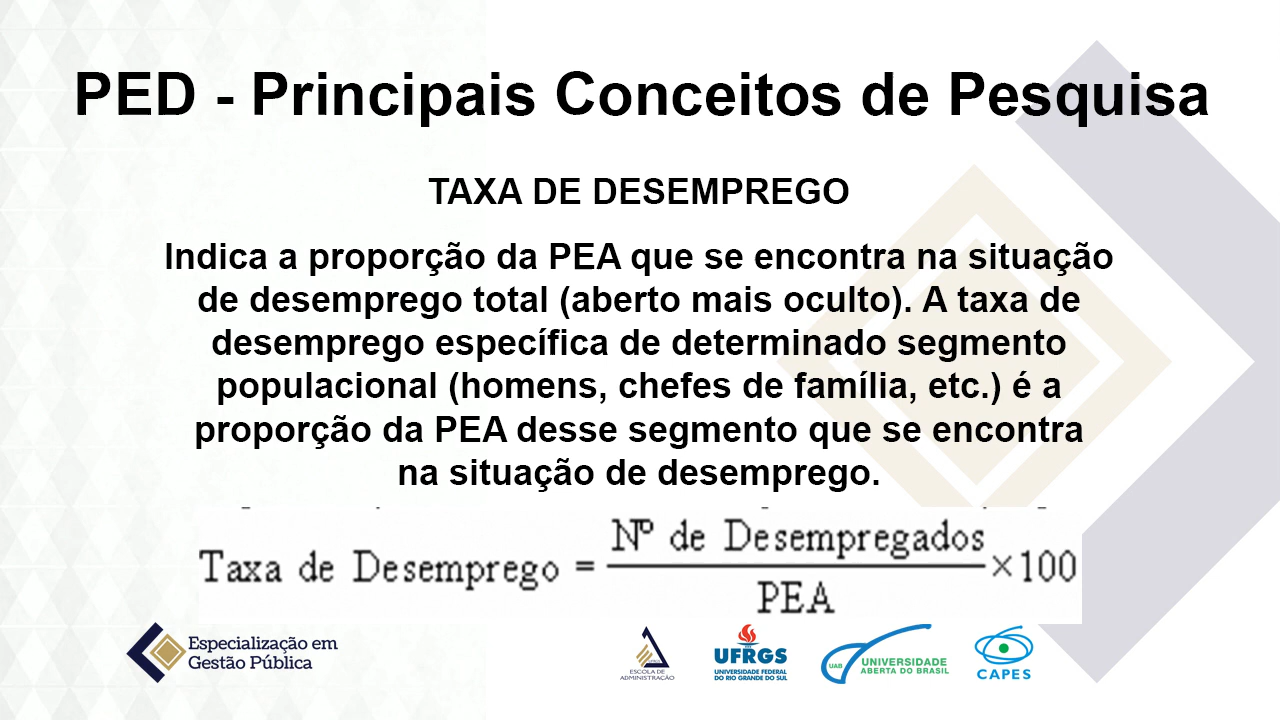 PED - Principais Conceitos de Pesquisa
TAXA DE DESEMPREGO
Indica a proporção da PEA que se encontra na situação
de desemprego total (aberto mais oculto). A taxa de
desemprego específica de determinado segmento
populacional (homens, chefes de família, etc.) é a
proporção da PEA desse segmento que se encontra
na situação de desemprego.
Nº de Desempregados
Taxa de Desemprego = ×100
PEA
Especialização em
Gestão Pública
ESCOLA DE
ADMINISTRAÇÃO
UFRGS
UNIVERSIDADE FEDERAL
DO RIO GRANDE DO SUL
UAB
UNIVERSIDADE
ABERTA DO BRASIL
CAPES